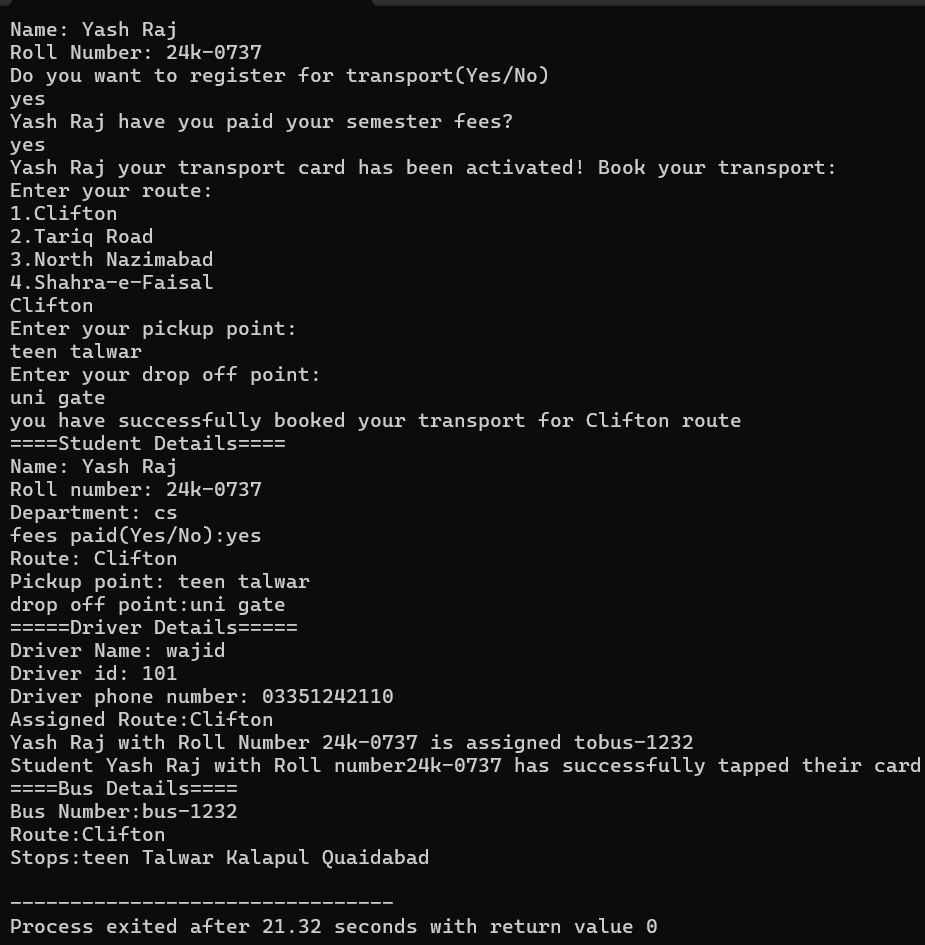 Name: Yash Raj
Roll Number: 24k-0737
Do you want to register for transport(Yes/No)
yes
Yash Raj have you paid your semester fees?
yes
Yash Raj your transport card has been activated! Book your transport:
Enter your route:
1.Clifton
2.Tariq Road
3.North Nazimabad
4.Shahra-e-Faisal
Clifton
Enter your pickup point:
teen talwar
Enter your drop off point:
uni gate
you have successfully booked your transport for Clifton route
====Student Details====
Name: Yash Raj
Roll number: 24k-0737
Department: cs
fees paid(Yes/No):yes
Route: Clifton
Pickup point: teen talwar
drop off point:uni gate
=====Driver Details=====
Driver Name: wajid
Driver id: 101
Driver phone number: 03351242110
Assigned Route:Clifton
Yash Raj with Roll Number 24k-0737 is assigned tobus-1232
Student Yash Raj with Roll number24k-0737 has successfully tapped their card
====Bus Details====
Bus Number:bus-1232
Route:Clifton
Stops:teen Talwar Kalapul Quaidabad
--------------------------------
Process exited after 21.32 seconds with return value 0